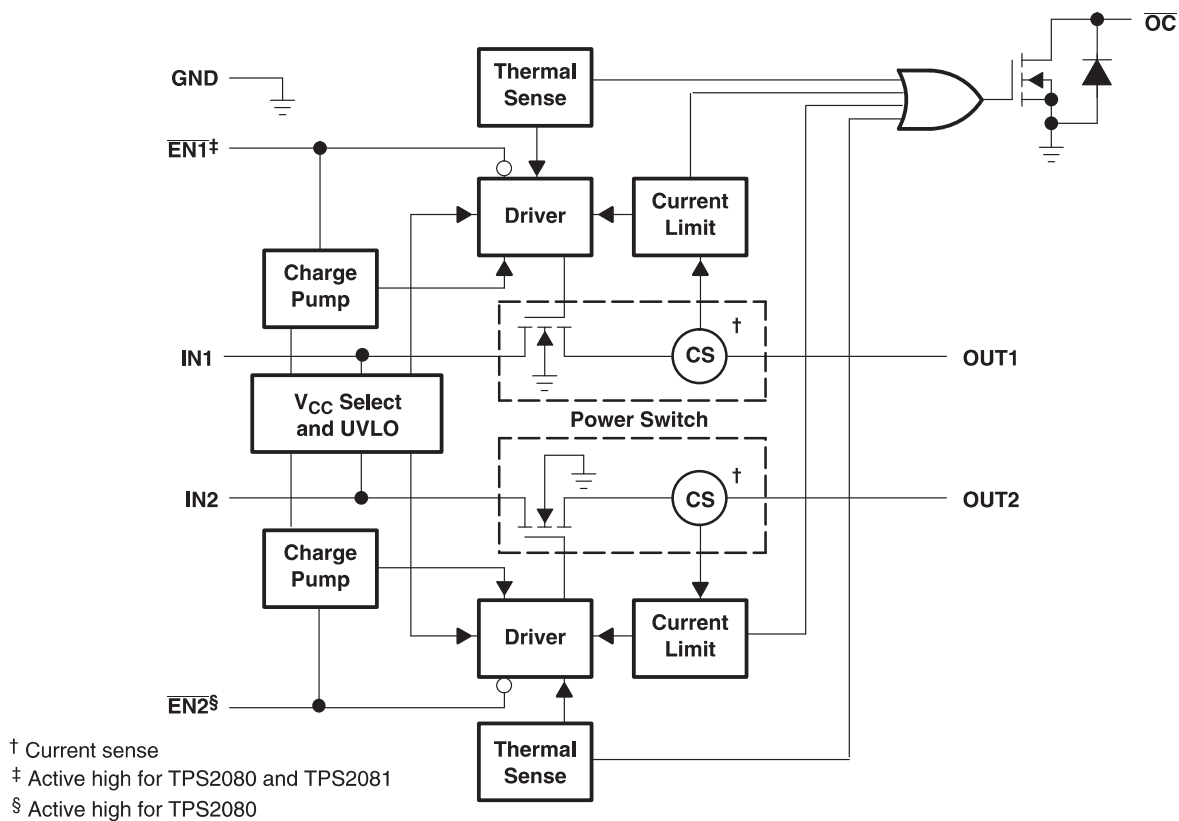 OC
GND
Thermal
Sense
EN1‡
Driver
Current
Limit
Charge
Pump
†
IN1
CS
OUT1
VCC Select
and UVLO
Power Switch
†
IN2
CS
OUT2
Charge
Pump
Driver
Current
Limit
EN2§
Thermal
Sense
† Current sense
‡ Active high for TPS2080 and TPS2081
§ Active high for TPS2080